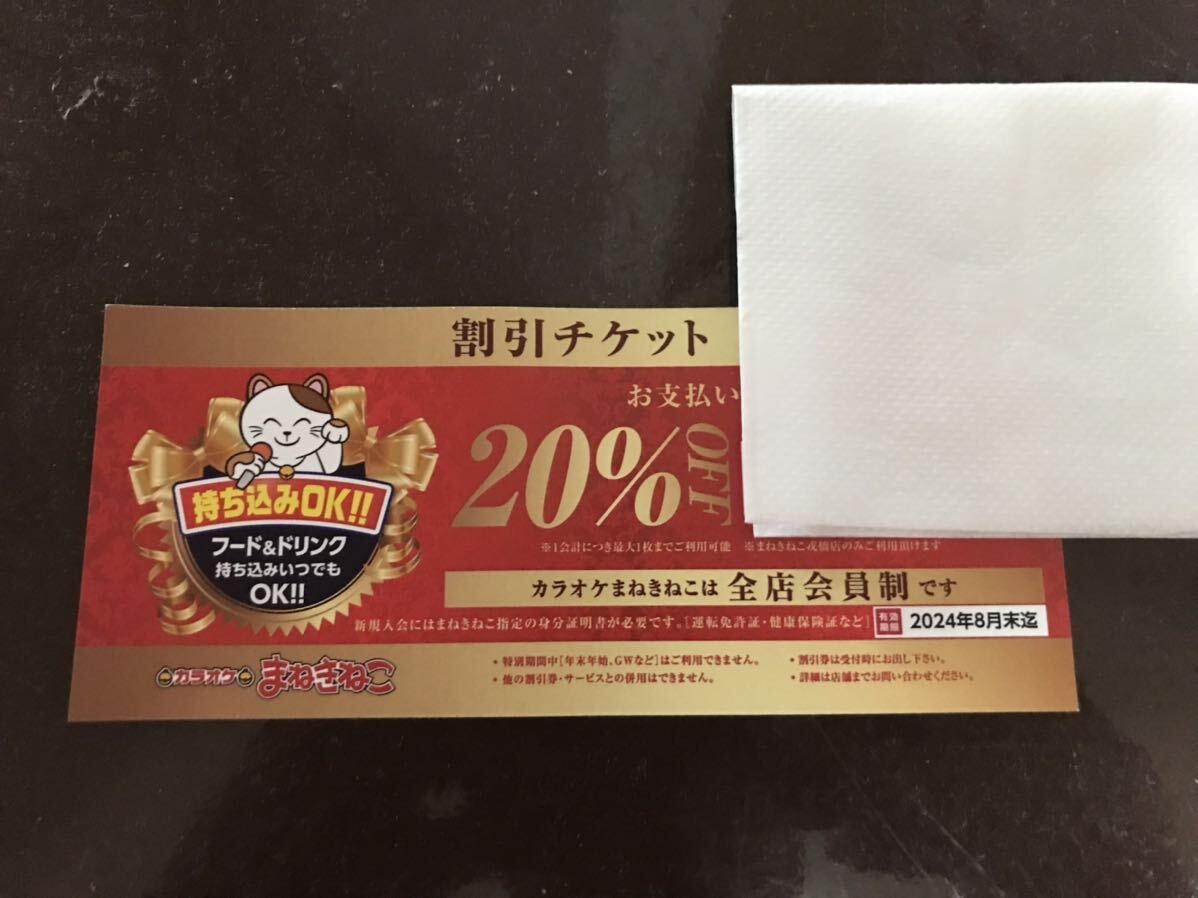 割引チケット
お支払い
20%OFF
持ち込みOK!!
フード&ドリンク
持ち込みいつでも
OK!!
※1会計につき最大1枚までご利用可能 ※まねきねこ戎橋店のみご利用頂けます
カラオケまねきねこは 全店会員制 です
新規入会にはまねきねこ指定の身分証明書が必要です。[運転免許証・健康保険証など]
有効期限 2024年8月末迄
カラオケ まねきねこ
・特別期間中[年末年始、GWなど]はご利用できません。
・他の割引券・サービスとの併用はできません。
・割引券は受付時にお出し下さい。
・詳細は店舗までお問い合わせください。